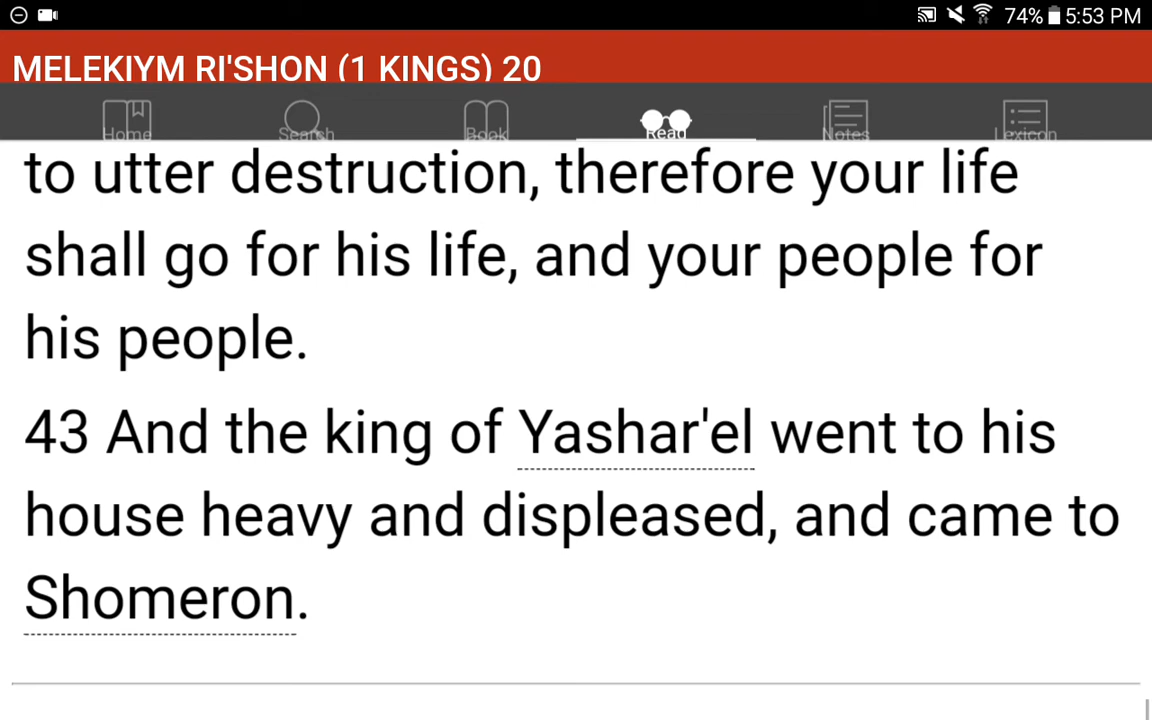 74% 5:53 PM
MELEKIYM RI'SHON (1 KINGS) 20
Home Search Book Read Notes Lexicon
to utter destruction, therefore your life
shall go for his life, and your people for
his people.
43 And the king of Yashar'el went to his
house heavy and displeased, and came to
Shomeron.